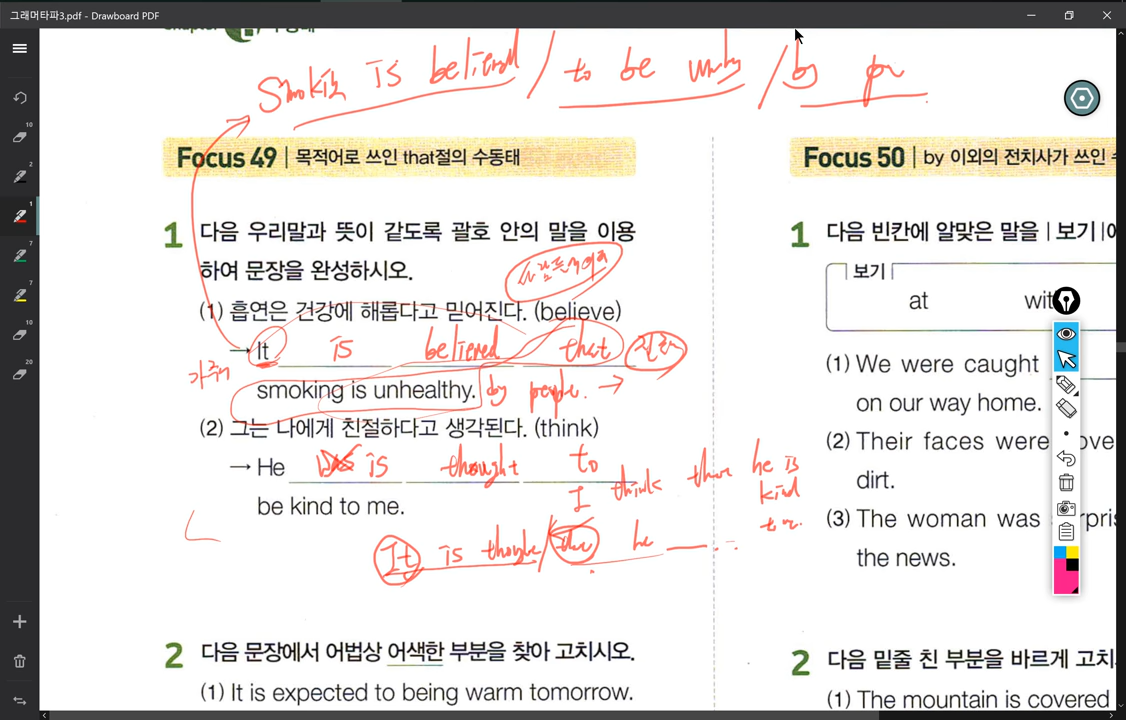 그래머타파3.pdf - Drawboard PDF
Smoking is believed / to be / by
Focus 49 | 목적어로 쓰인 that절의 수동태
1 다음 우리말과 뜻이 같도록 괄호 안의 말을 이용
하여 문장을 완성하시오.
(1) 흡연은 건강에 해롭다고 믿어진다. (believe)
→ It is believed that
가주어
smoking is unhealthy. by people. →
(2) 그는 나에게 친절하다고 생각된다. (think)
→ He is thought to
be kind to me.
I think that he is
kind
It is thought / that he
2 다음 문장에서 어법상 어색한 부분을 찾아 고치시오.
(1) It is expected to being warm tomorrow.
Focus 50 | by 이외의 전치사가 쓰인
1 다음 빈칸에 알맞은 말을 | 보기 |에
보기
at
(1) We were caught
on our way home.
(2) Their faces were
dirt.
(3) The woman was
the news.
2 다음 밑줄 친 부분을 바르게 고치
(1) The mountain is covered
10
2
1
7
7
10
20